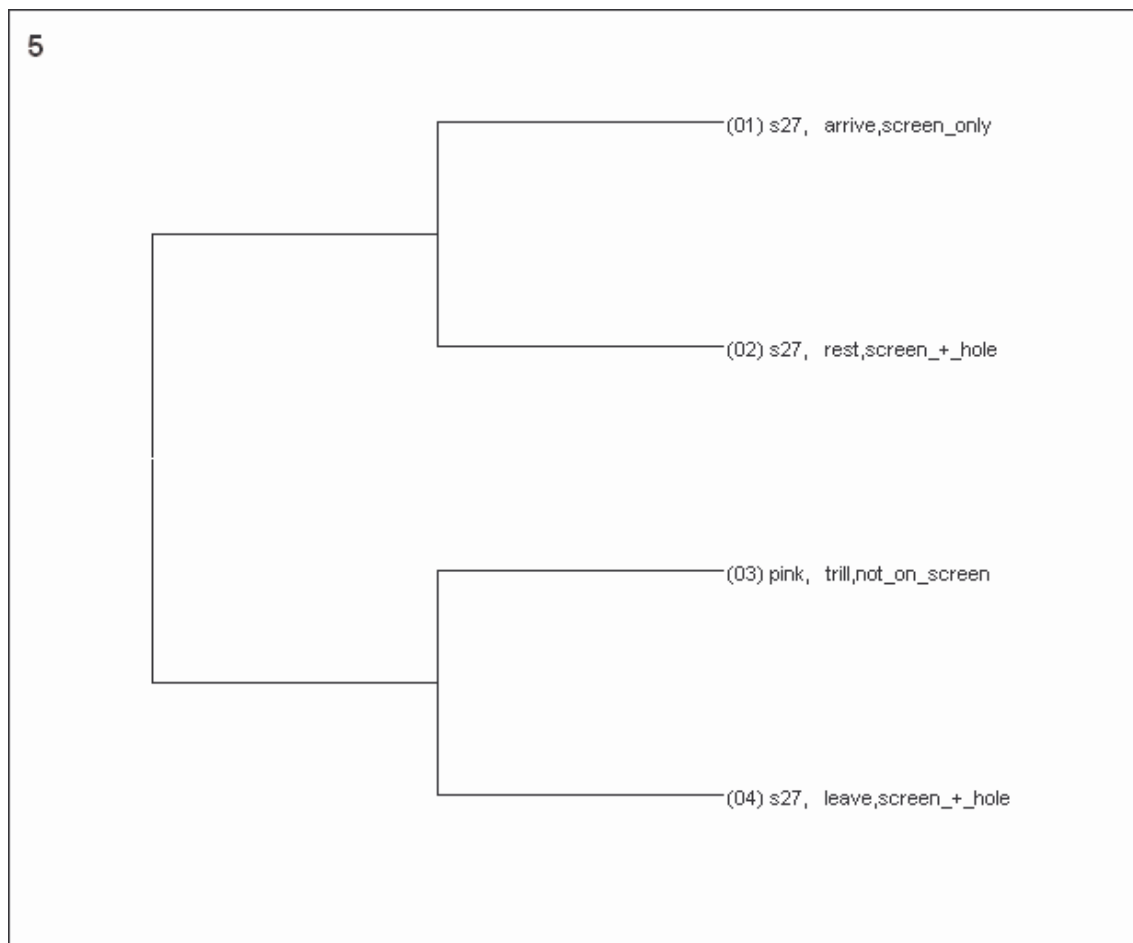 5
(01) s27, arrive,screen_only
(02) s27, rest,screen_+_hole
(03) pink, trill,not_on_screen
(04) s27, leave,screen_+_hole